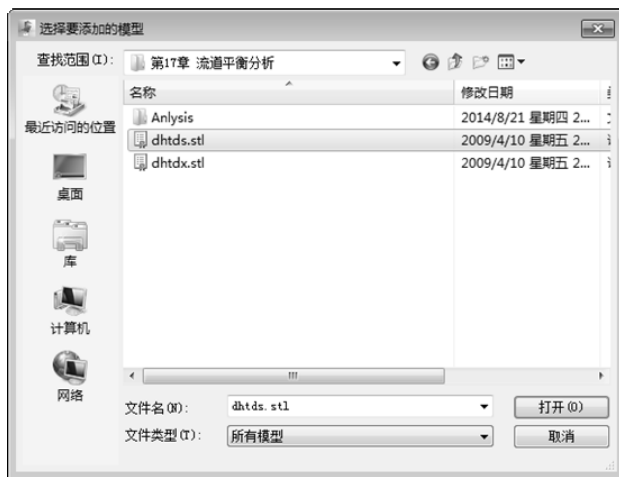 选择要添加的模型
查找范围(I): 第17章 流道平衡分析
名称 修改日期
Anlysis 2014/8/21 星期四 2...
dhtds.stl 2009/4/10 星期五 2...
dhtdx.stl 2009/4/10 星期五 2...
最近访问的位置
桌面
库
计算机
网络
文件名(N): dhtds.stl 打开(O)
文件类型(T): 所有模型 取消